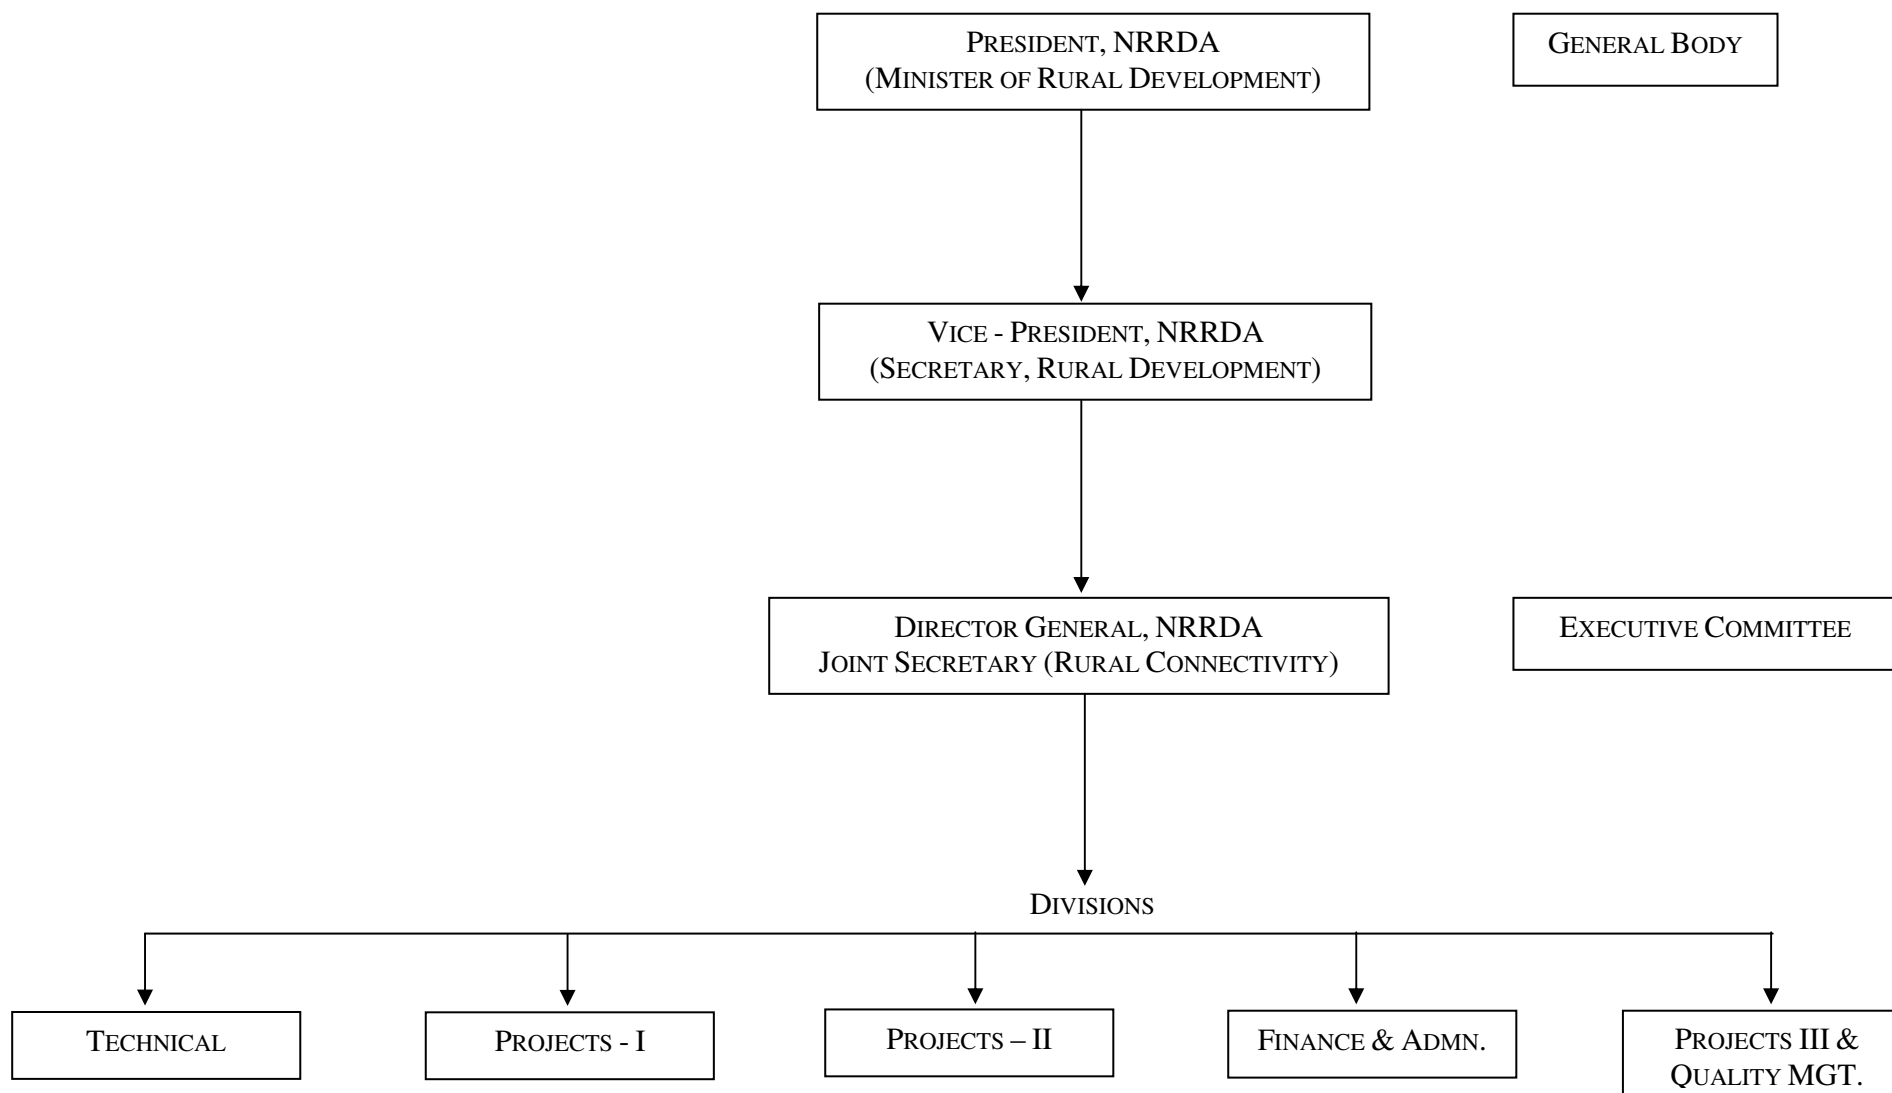 PRESIDENT, NRRDA
(MINISTER OF RURAL DEVELOPMENT)
GENERAL BODY
VICE - PRESIDENT, NRRDA
(SECRETARY, RURAL DEVELOPMENT)
DIRECTOR GENERAL, NRRDA
JOINT SECRETARY (RURAL CONNECTIVITY)
EXECUTIVE COMMITTEE
DIVISIONS
TECHNICAL
PROJECTS - I
PROJECTS – II
FINANCE & ADMN.
PROJECTS III &
QUALITY MGT.